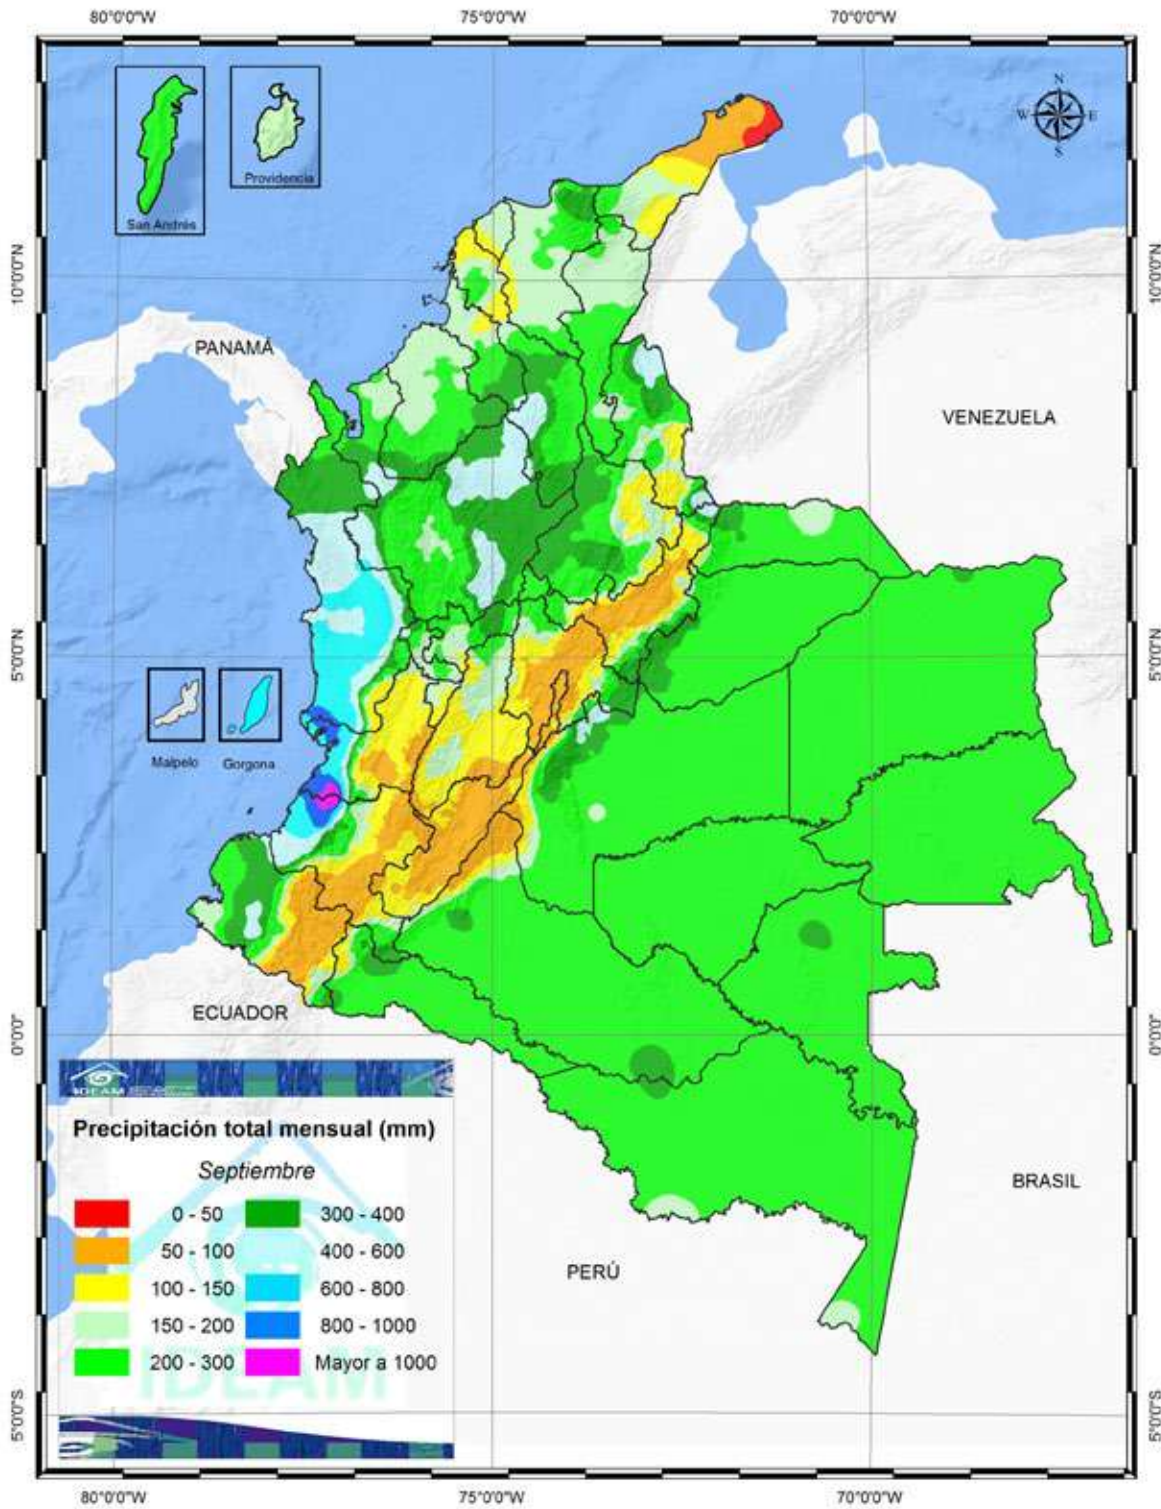 80°0'0"W 75°0'0"W 70°0'0"W
N
W E
S
San Andrés
Providencia
10°0'0"N 10°0'0"N
PANAMÁ
VENEZUELA
5°0'0"N 5°0'0"N
Malpelo Gorgona
ECUADOR
0°0'0" 0°0'0"
IDEAM
Precipitación total mensual (mm)
Septiembre
0 - 50 300 - 400
50 - 100 400 - 600
100 - 150 600 - 800
150 - 200 800 - 1000
200 - 300 Mayor a 1000
IDEAM
BRASIL
PERÚ
5°0'0"S 5°0'0"S
80°0'0"W 75°0'0"W 70°0'0"W